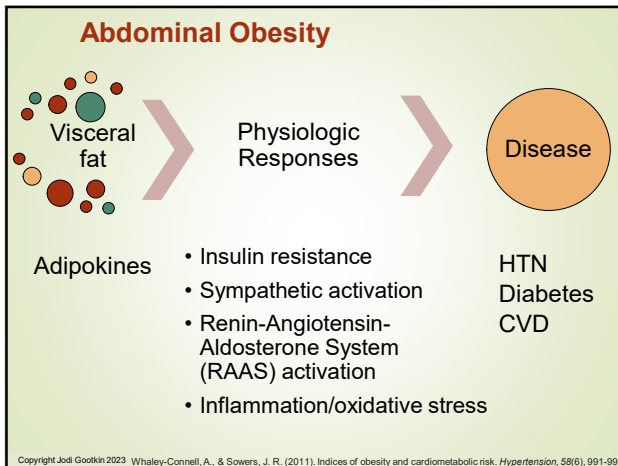 Abdominal Obesity
Visceral
fat
Physiologic
Responses
Disease
Adipokines
• Insulin resistance
• Sympathetic activation
• Renin-Angiotensin-
Aldosterone System
(RAAS) activation
• Inflammation/oxidative stress
HTN
Diabetes
CVD
Copyright Jodi Gootkin 2023 Whaley-Connell, A., & Sowers, J. R. (2011). Indices of obesity and cardiometabolic risk. Hypertension, 58(6), 991-99